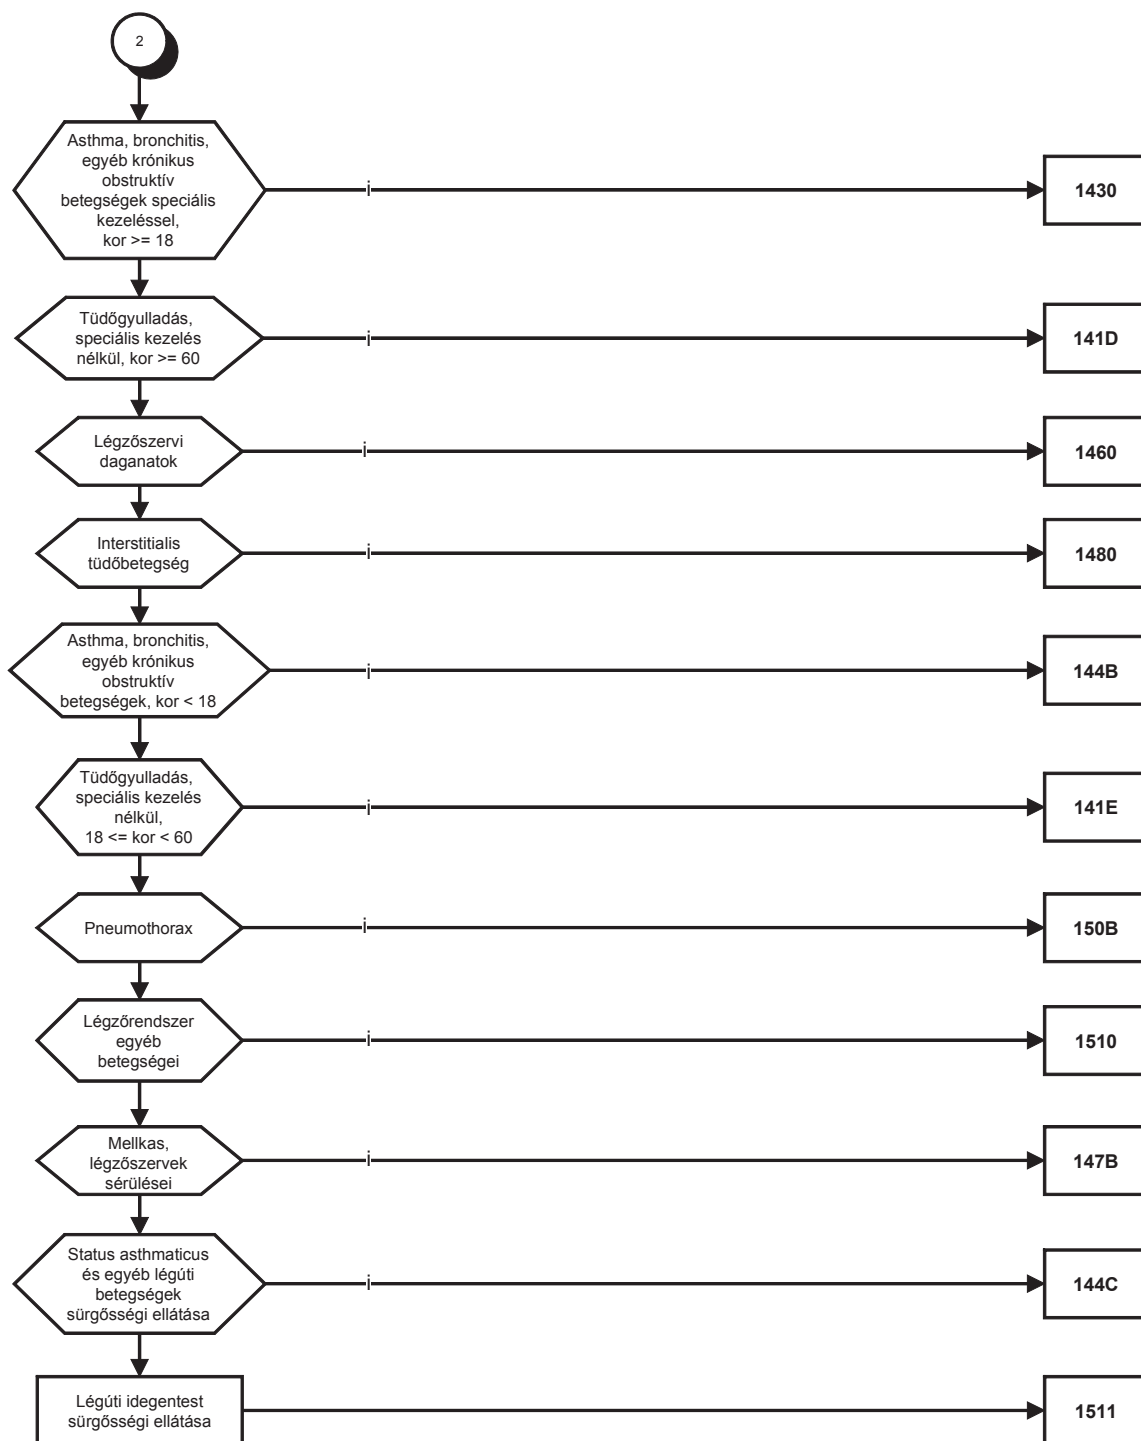 2
Asthma, bronchitis,
egyéb krónikus
obstruktív
betegségek speciális
kezeléssel,
kor >= 18
i
1430
Tüdőgyulladás,
speciális kezelés
nélkül, kor >= 60
i
141D
Légzőszervi
daganatok
i
1460
Interstitialis
tüdőbetegség
i
1480
Asthma, bronchitis,
egyéb krónikus
obstruktív
betegségek, kor < 18
i
144B
Tüdőgyulladás,
speciális kezelés
nélkül,
18 <= kor < 60
i
141E
Pneumothorax
i
150B
Légzőrendszer
egyéb
betegségei
i
1510
Mellkas,
légzőszervek
sérülései
i
147B
Status asthmaticus
és egyéb légúti
betegségek
sürgősségi ellátása
i
144C
Légúti idegentest
sürgősségi ellátása
1511